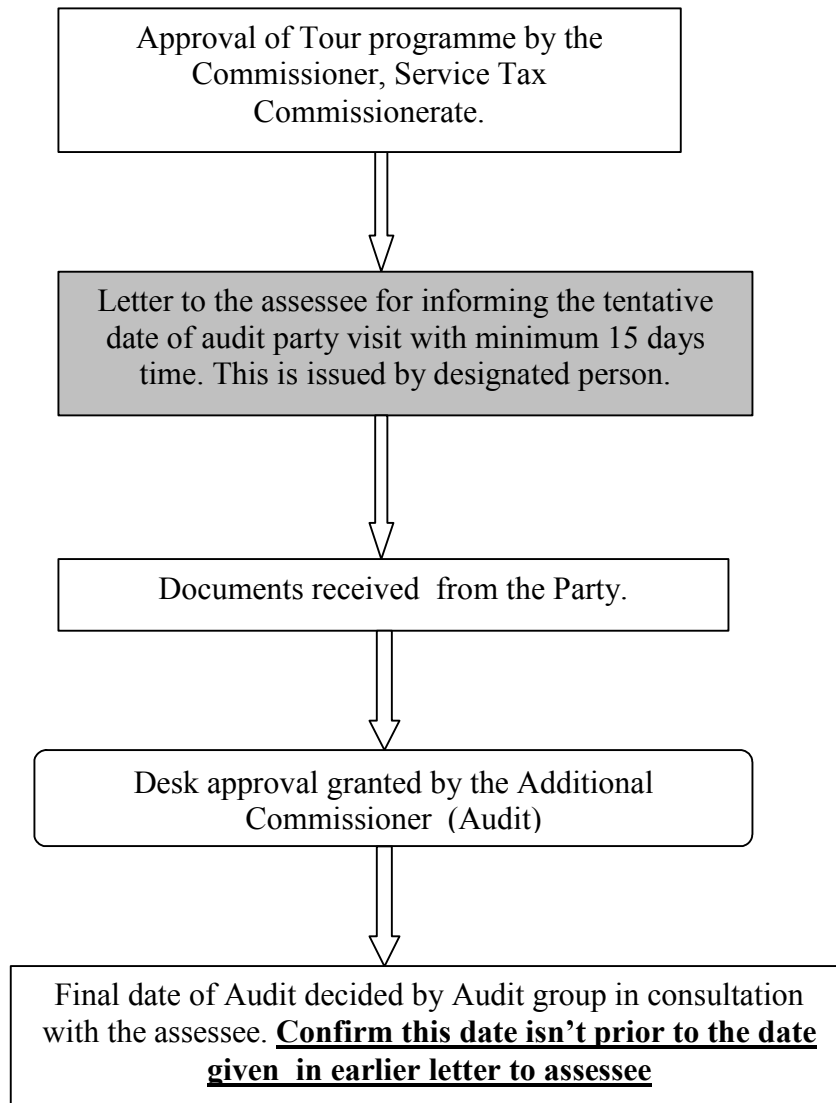 Approval of Tour programme by the
Commissioner, Service Tax
Commissionerate.
Letter to the assessee for informing the tentative
date of audit party visit with minimum 15 days
time. This is issued by designated person.
Documents received  from the Party.
Desk approval granted by the Additional
Commissioner  (Audit)
Final date of Audit decided by Audit group in consultation
with the assessee. Confirm this date isn’t prior to the date
given  in earlier letter to assessee